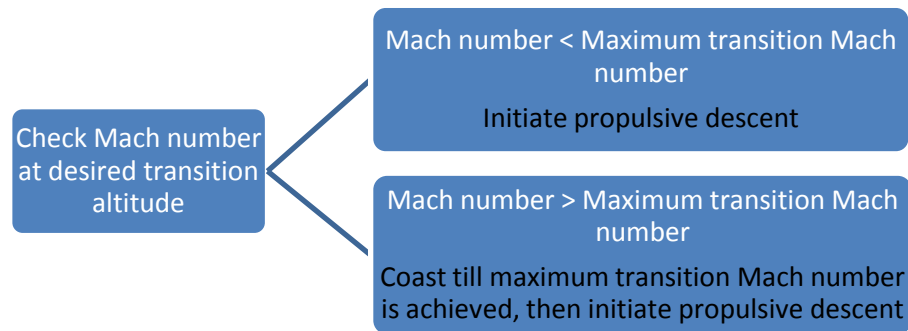 Check Mach number
at desired transition
altitude
Mach number < Maximum transition Mach
number
Initiate propulsive descent
Mach number > Maximum transition Mach
number
Coast till maximum transition Mach number
is achieved, then initiate propulsive descent